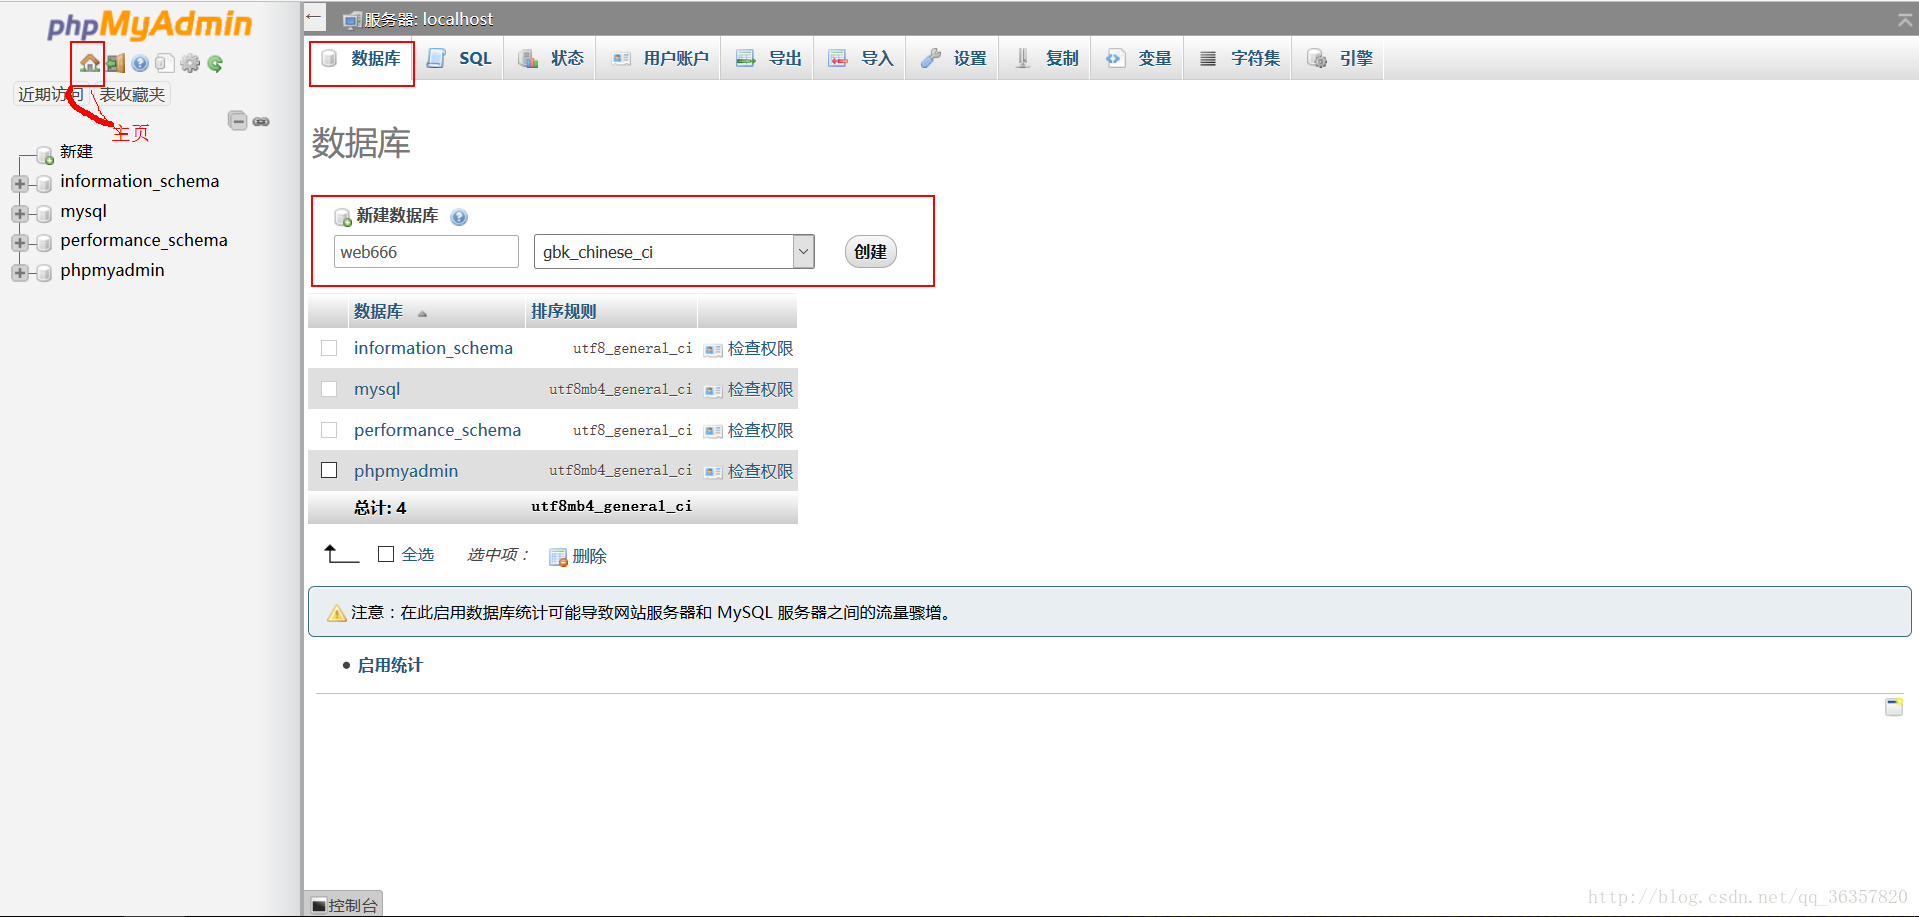 phpMyAdmin
近期访问 表收藏夹
主页
新建
information_schema
mysql
performance_schema
phpmyadmin
← 服务器: localhost
数据库 SQL 状态 用户账户 导出 导入 设置 复制 变量 字符集 引擎
数据库
新建数据库
web666 gbk_chinese_ci 创建
数据库 排序规则
information_schema utf8_general_ci 检查权限
mysql utf8mb4_general_ci 检查权限
performance_schema utf8_general_ci 检查权限
phpmyadmin utf8mb4_general_ci 检查权限
总计: 4 utf8mb4_general_ci
全选 选中项： 删除
注意：在此启用数据库统计可能导致网站服务器和 MySQL 服务器之间的流量骤增。
• 启用统计
控制台
http://blog.csdn.net/qq_36357820